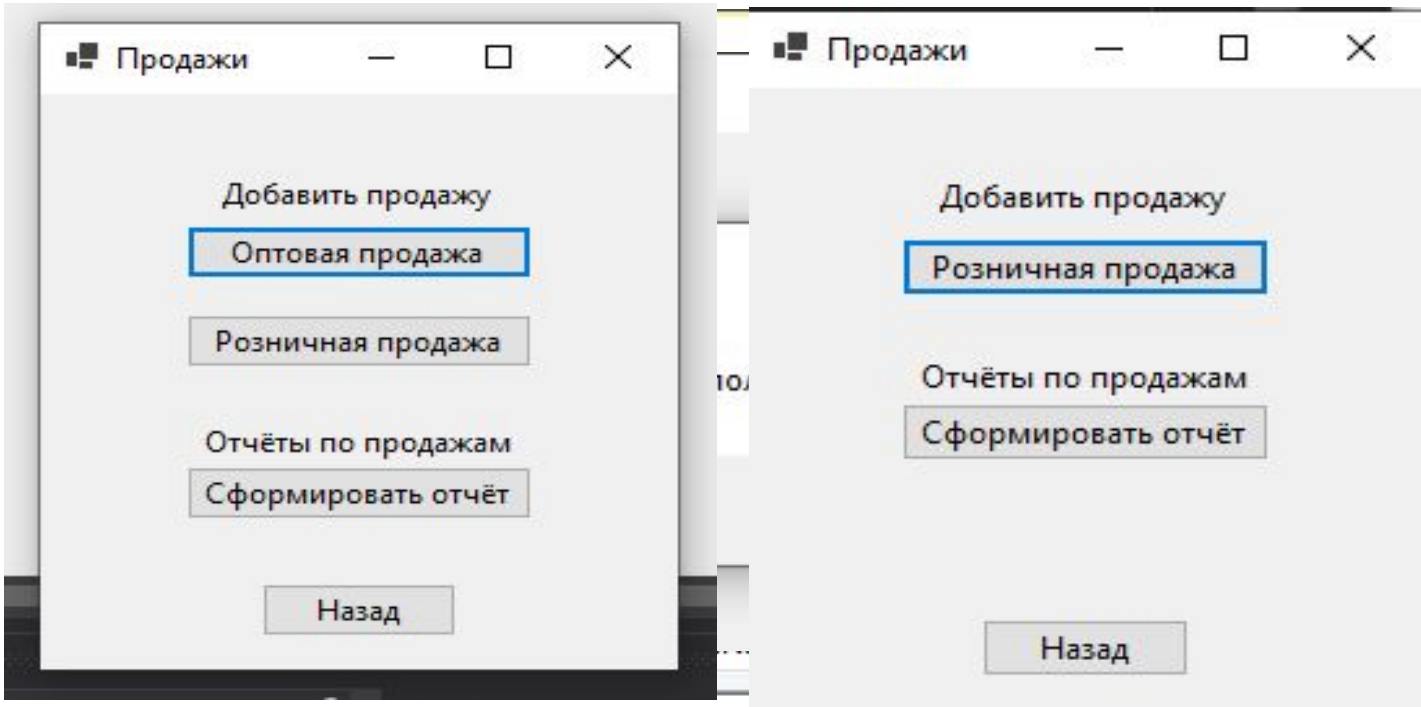 Продажи
Добавить продажу
Оптовая продажа
Розничная продажа
Отчёты по продажам
Сформировать отчёт
Назад
Продажи
Добавить продажу
Розничная продажа
Отчёты по продажам
Сформировать отчёт
Назад